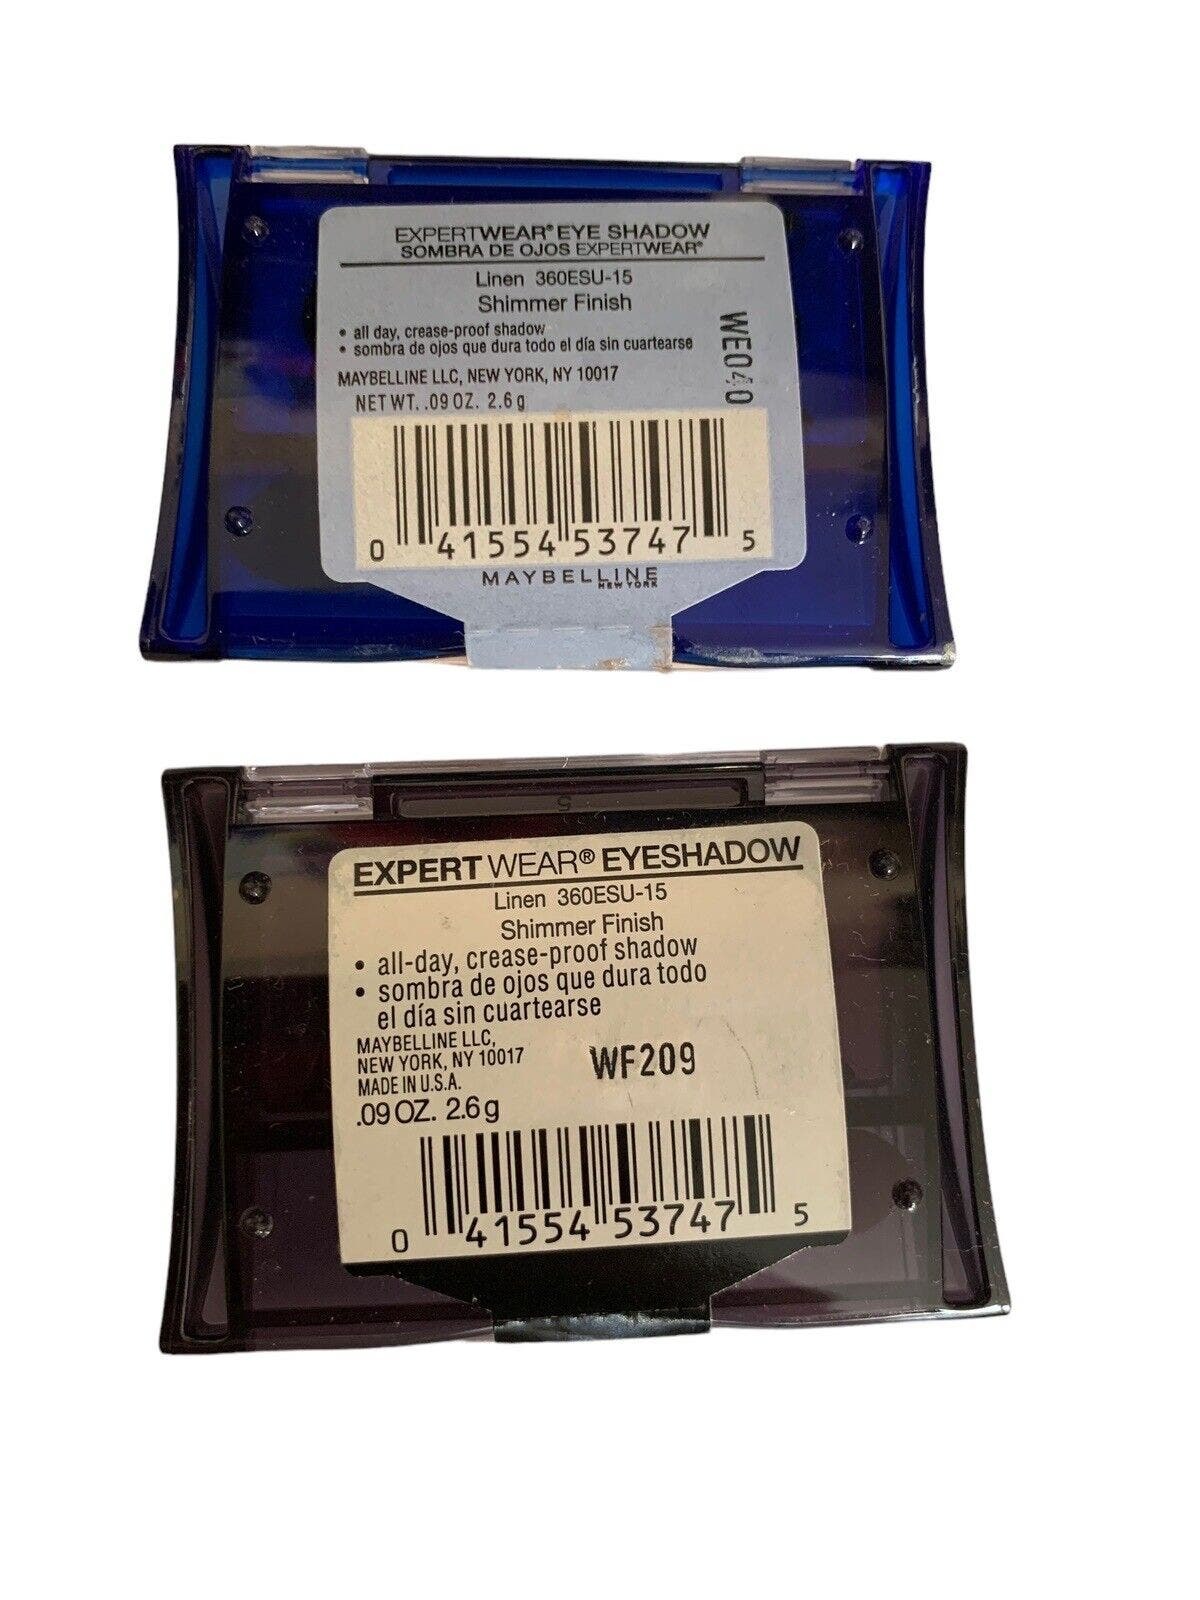 EXPERTWEAR® EYE SHADOW
SOMBRA DE OJOS EXPERTWEAR®
Linen 360ESU-15
Shimmer Finish
• all day, crease-proof shadow
• sombra de ojos que dura todo el día sin cuartearse
MAYBELLINE LLC, NEW YORK, NY 10017
NET WT. .09 OZ. 2.6 g
WE040
0 41554 53747 5
MAYBELLINE
NEW YORK
5
EXPERT WEAR® EYESHADOW
Linen 360ESU-15
Shimmer Finish
• all-day, crease-proof shadow
• sombra de ojos que dura todo
el día sin cuartearse
MAYBELLINE LLC,
NEW YORK, NY 10017
MADE IN U.S.A.
.09 OZ. 2.6 g
WF209
0 41554 53747 5